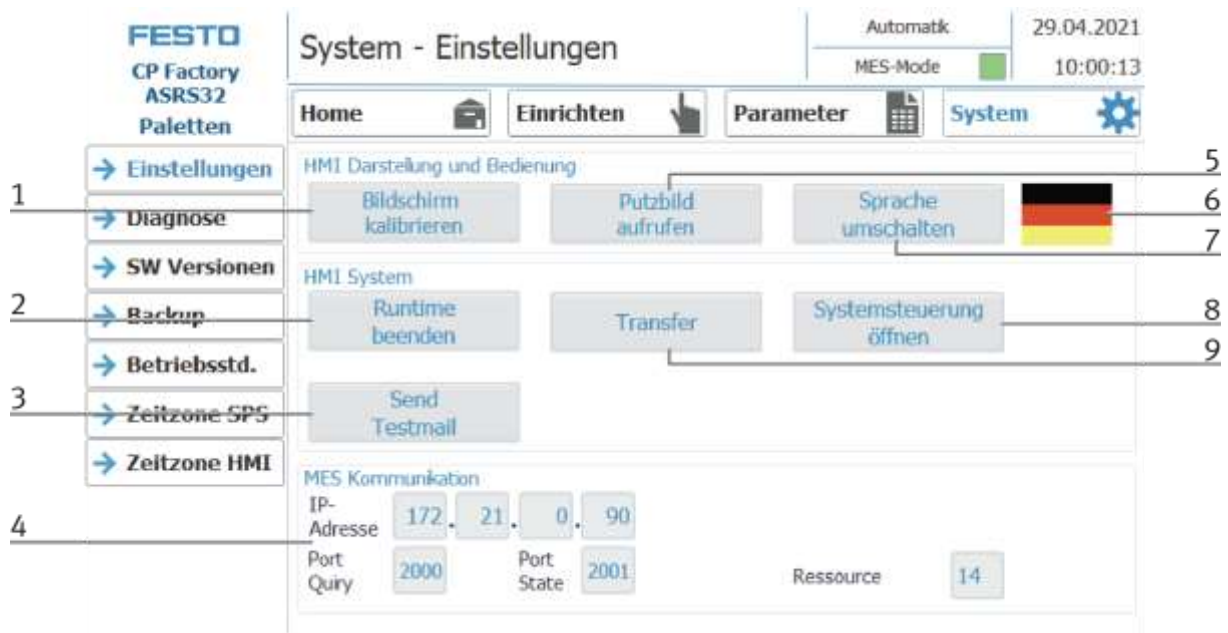 FESTO
CP Factory
ASRS32
Paletten
System - Einstellungen
Automatik
MES-Mode
29.04.2021
10:00:13
Home
Einrichten
Parameter
System
Einstellungen
Diagnose
SW Versionen
Backup
Betriebsstd.
Zeitzone SPS
Zeitzone HMI
HMI Darstellung und Bedienung
Bildschirm
kalibrieren
Putzbild
aufrufen
Sprache
umschalten
HMI System
Runtime
beenden
Transfer
Systemsteuerung
öffnen
Send
Testmail
MES Kommunikation
IP-
Adresse
172 . 21 . 0 . 90
Port
Quiry
2000
Port
State
2001
Ressource
14
1
2
3
4
5
6
7
8
9